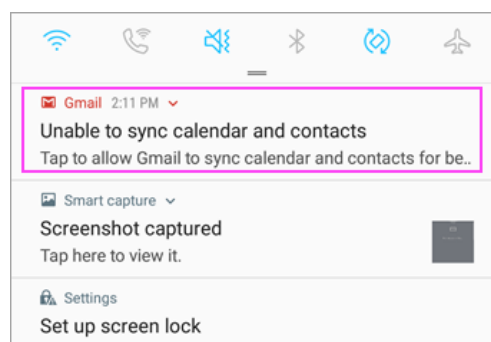 Gmail 2:11 PM
Unable to sync calendar and contacts
Tap to allow Gmail to sync calendar and contacts for be..
Smart capture
Screenshot captured
Tap here to view it.
Settings
Set up screen lock